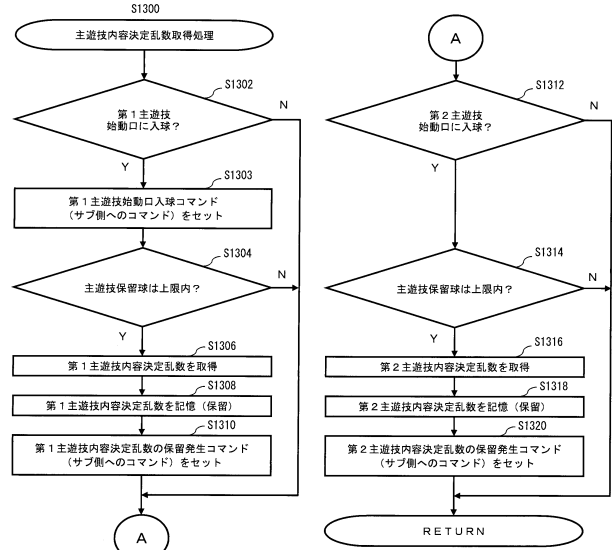 S1300
主遊技内容決定乱数取得処理
S1302
第1主遊技
始動口に入球？
N
Y
S1303
第1主遊技始動口入球コマンド
（サブ側へのコマンド）をセット
S1304
主遊技保留球は上限内？
N
Y
S1306
第1主遊技内容決定乱数を取得
S1308
第1主遊技内容決定乱数を記憶（保留）
S1310
第1主遊技内容決定乱数の保留発生コマンド
（サブ側へのコマンド）をセット
A
A
S1312
第2主遊技
始動口に入球？
N
Y
S1314
主遊技保留球は上限内？
N
Y
S1316
第2主遊技内容決定乱数を取得
S1318
第2主遊技内容決定乱数を記憶（保留）
S1320
第2主遊技内容決定乱数の保留発生コマンド
（サブ側へのコマンド）をセット
RETURN